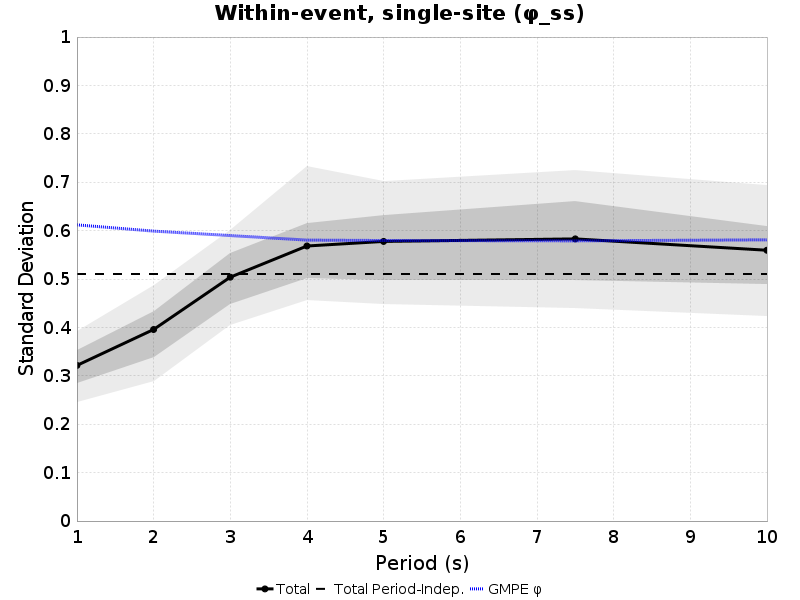 Within-event, single-site (φ_ss)
1
0.9
0.8
0.7
0.6
0.5
0.4
0.3
0.2
0.1
0
Standard Deviation
1 2 3 4 5 6 7 8 9 10
Period (s)
Total Total Period-Indep. GMPE φ